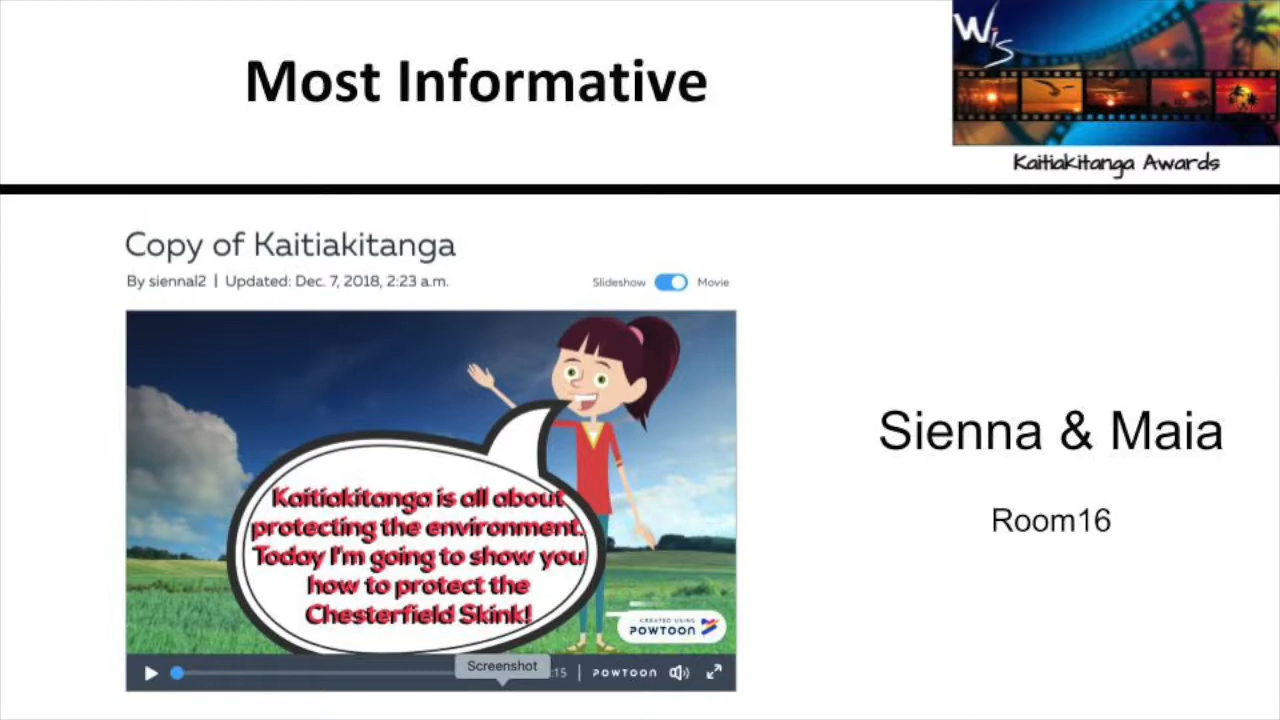 Most Informative
Wis
Kaitiakitanga Awards
Copy of Kaitiakitanga
By siennal2 | Updated: Dec. 7, 2018, 2:23 a.m.
Slideshow Movie
Kaitiakitanga is all about
protecting the environment.
Today I'm going to show you
how to protect the
Chesterfield Skink!
CREATED USING
POWTOON
Screenshot
:15 | POWTOON
Sienna & Maia
Room16